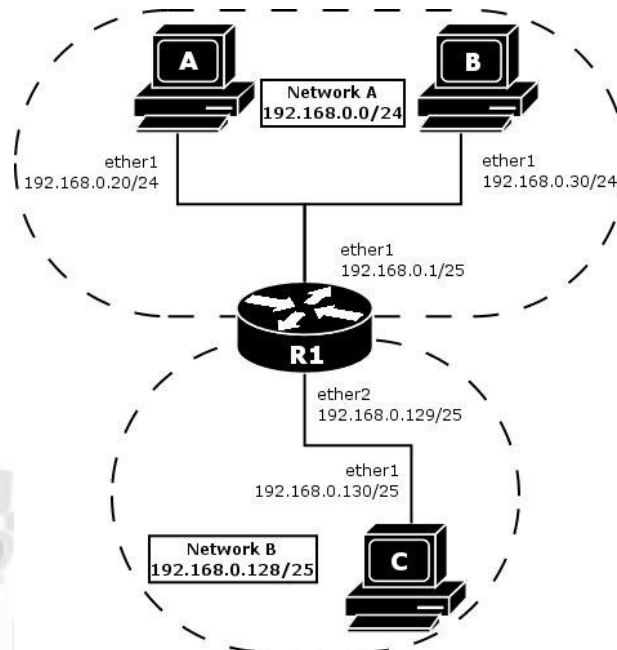 A
B
Network A
192.168.0.0/24
ether1
192.168.0.20/24
ether1
192.168.0.30/24
ether1
192.168.0.1/25
R1
ether2
192.168.0.129/25
ether1
192.168.0.130/25
Network B
192.168.0.128/25
C